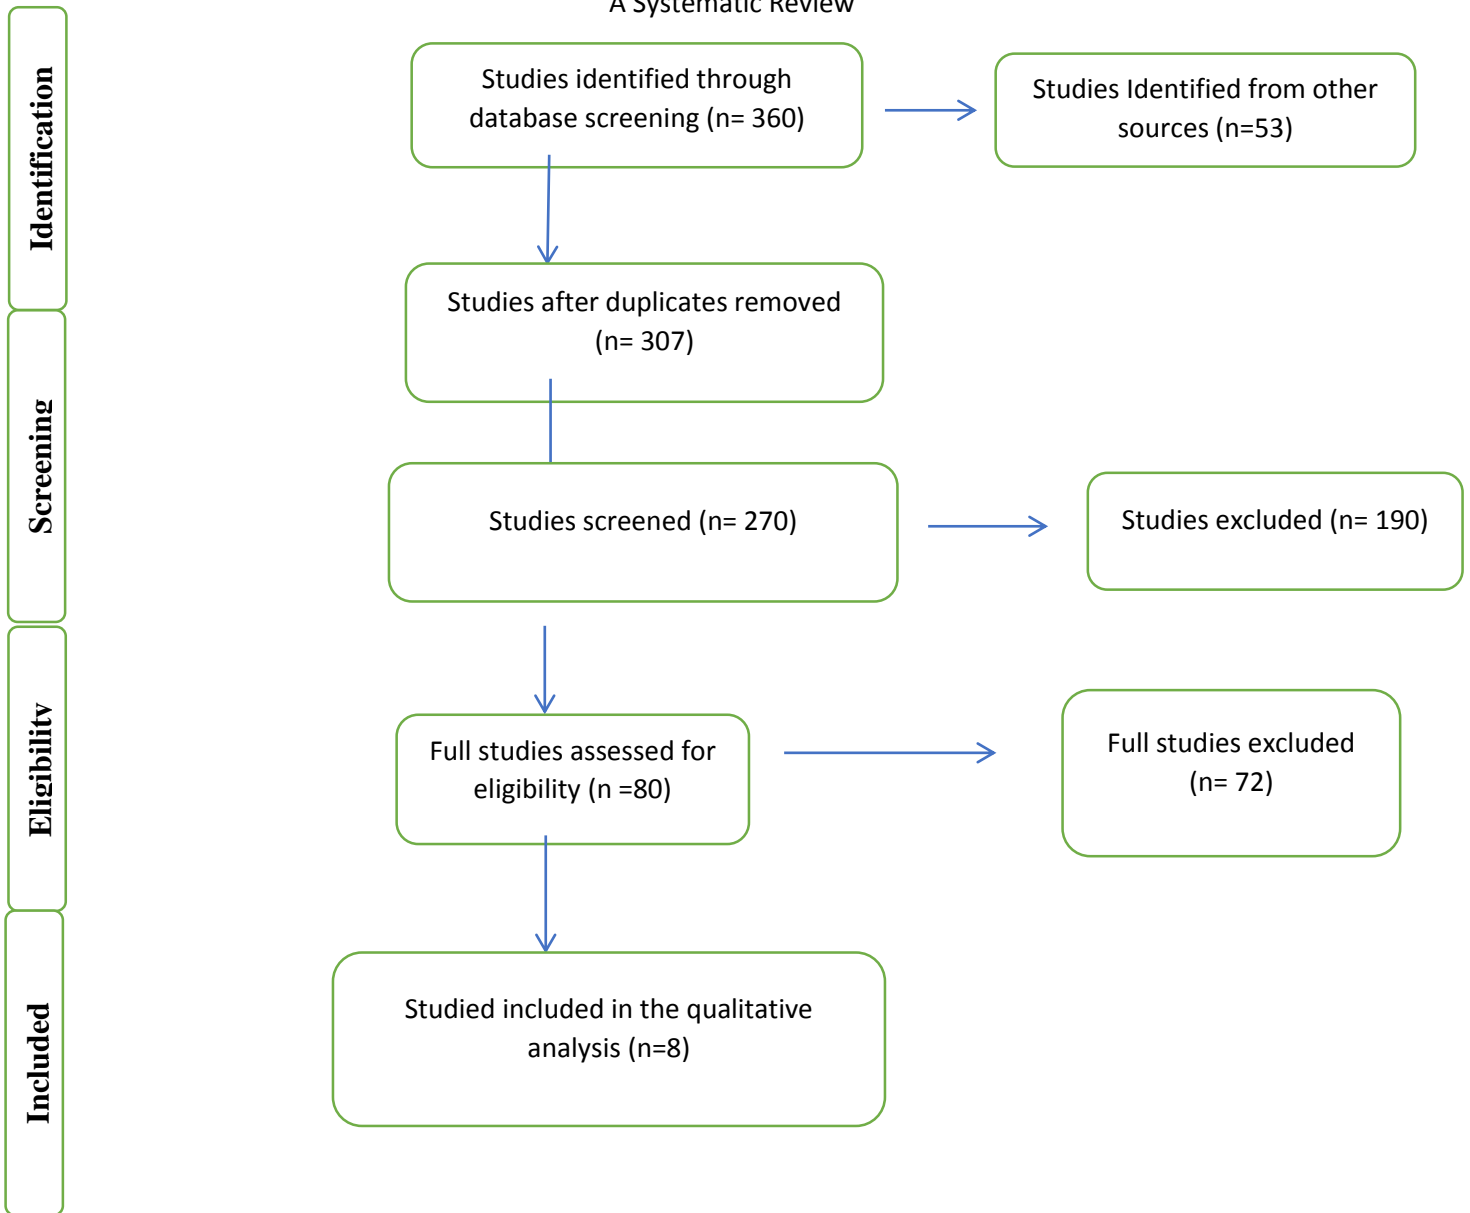 A Systematic Review
Identification
Studies identified through
database screening (n= 360)
Studies Identified from other
sources (n=53)
Studies after duplicates removed
(n= 307)
Screening
Studies screened (n= 270)
Studies excluded (n= 190)
Eligibility
Full studies assessed for
eligibility (n =80)
Full studies excluded
(n= 72)
Included
Studied included in the qualitative
analysis (n=8)